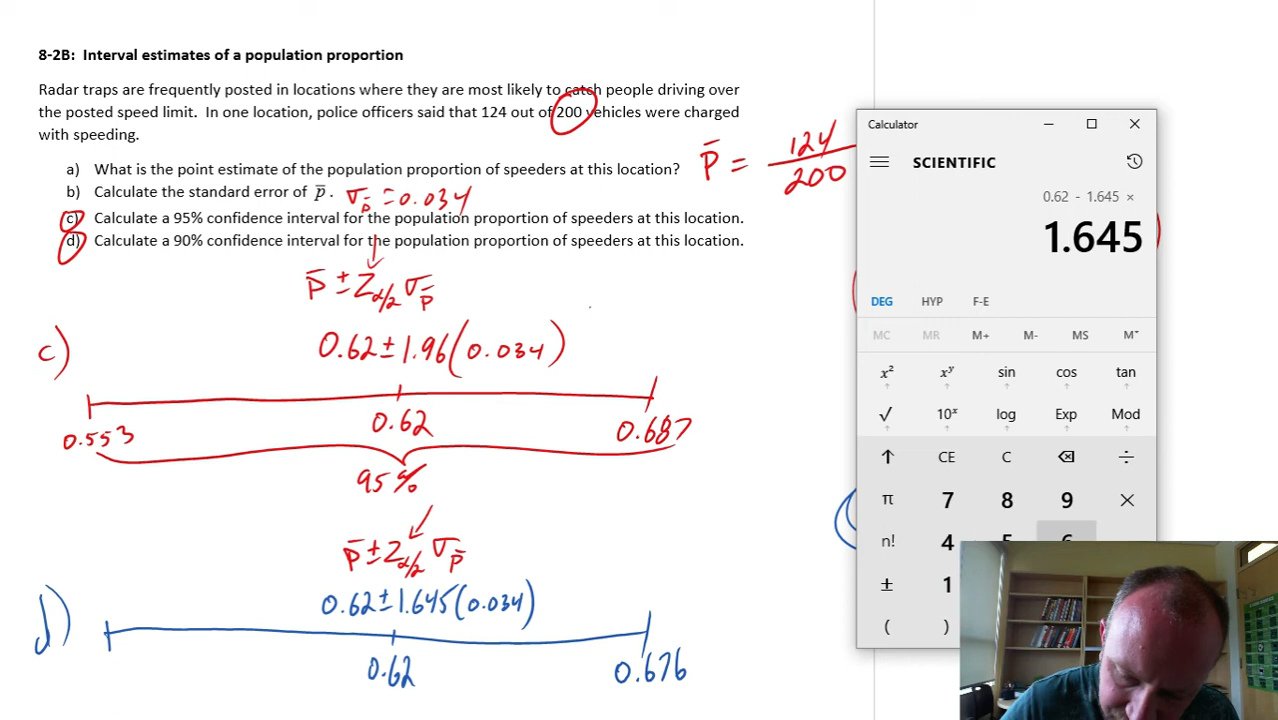 8-2B: Interval estimates of a population proportion
Radar traps are frequently posted in locations where they are most likely to catch people driving over
the posted speed limit. In one location, police officers said that 124 out of 200 vehicles were charged
with speeding.
a) What is the point estimate of the population proportion of speeders at this location?
b) Calculate the standard error of p̅. σp̅ = 0.034
c) Calculate a 95% confidence interval for the population proportion of speeders at this location.
d) Calculate a 90% confidence interval for the population proportion of speeders at this location.
p̅ = 124/200
p̅ ± Zα/2 σp̅
c) 0.62 ± 1.96(0.034)
0.553 0.62 0.687
95%
p̅ ± Zα/2 σp̅
d) 0.62 ± 1.645(0.034)
0.62 0.676
Calculator
SCIENTIFIC
0.62 - 1.645 ×
1.645
DEG HYP F-E
MC MR M+ M- MS M˅
x² xʸ sin cos tan
√ 10ˣ log Exp Mod
↑ CE C ⌫ ÷
π 7 8 9 ×
n! 4 5 6
± 1
( )